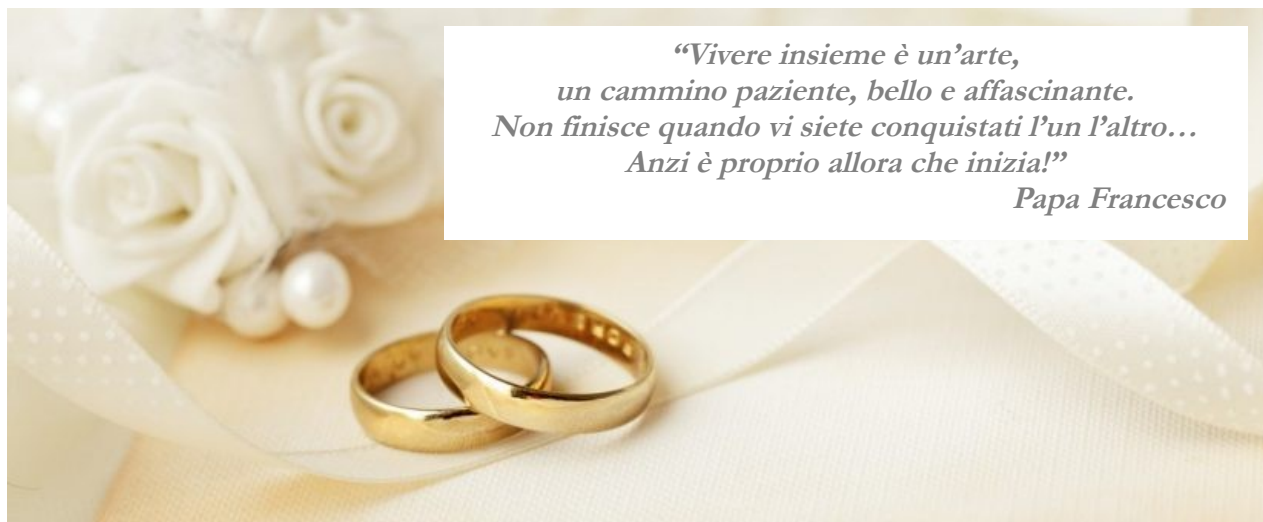 “Vivere insieme è un’arte,
un cammino paziente, bello e affascinante.
Non finisce quando vi siete conquistati l’un l’altro…
Anzi è proprio allora che inizia!”
Papa Francesco